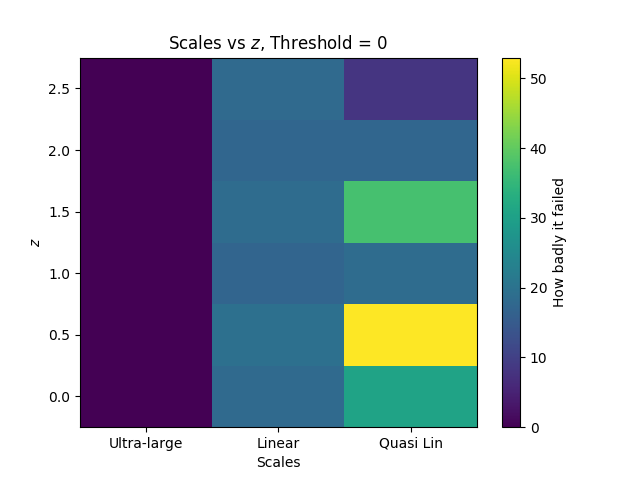 Scales vs z, Threshold = 0
z
2.5
2.0
1.5
1.0
0.5
0.0
Ultra-large
Linear
Quasi Lin
Scales
50
40
30
20
10
0
How badly it failed